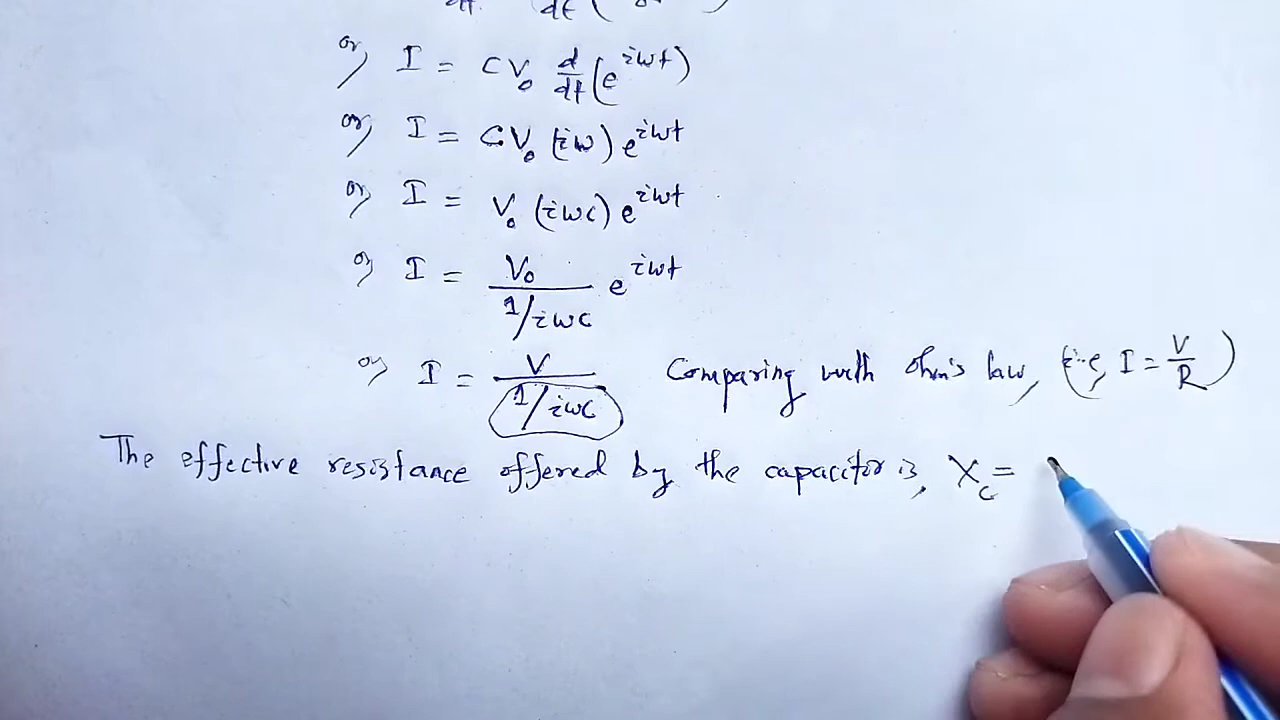 or, I = CV₀ d/dt (e^{iωt})
or, I = CV₀ (iω) e^{iωt}
or, I = V₀ (iωC) e^{iωt}
or, I = V₀ / (1/iωC) e^{iωt}
or, I = V / (1/iωC) Comparing with ohm's law, (i.e, I = V/R)
The effective resistance offered by the capacitor is, X_C =